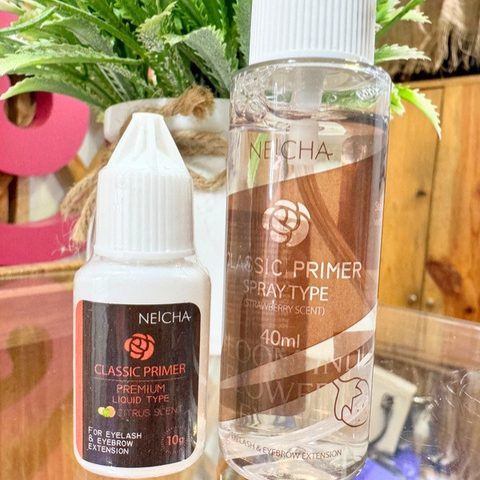 NEICHA
CLASSIC PRIMER
PREMIUM
LIQUID TYPE
CITRUS SCENT
FOR EYELASH
& EYEBROW
EXTENSION
10g
NEICHA
CLASSIC PRIMER
SPRAY TYPE
(STRAWBERRY SCENT)
40ml
EYELASH & EYEBROW EXTENSION